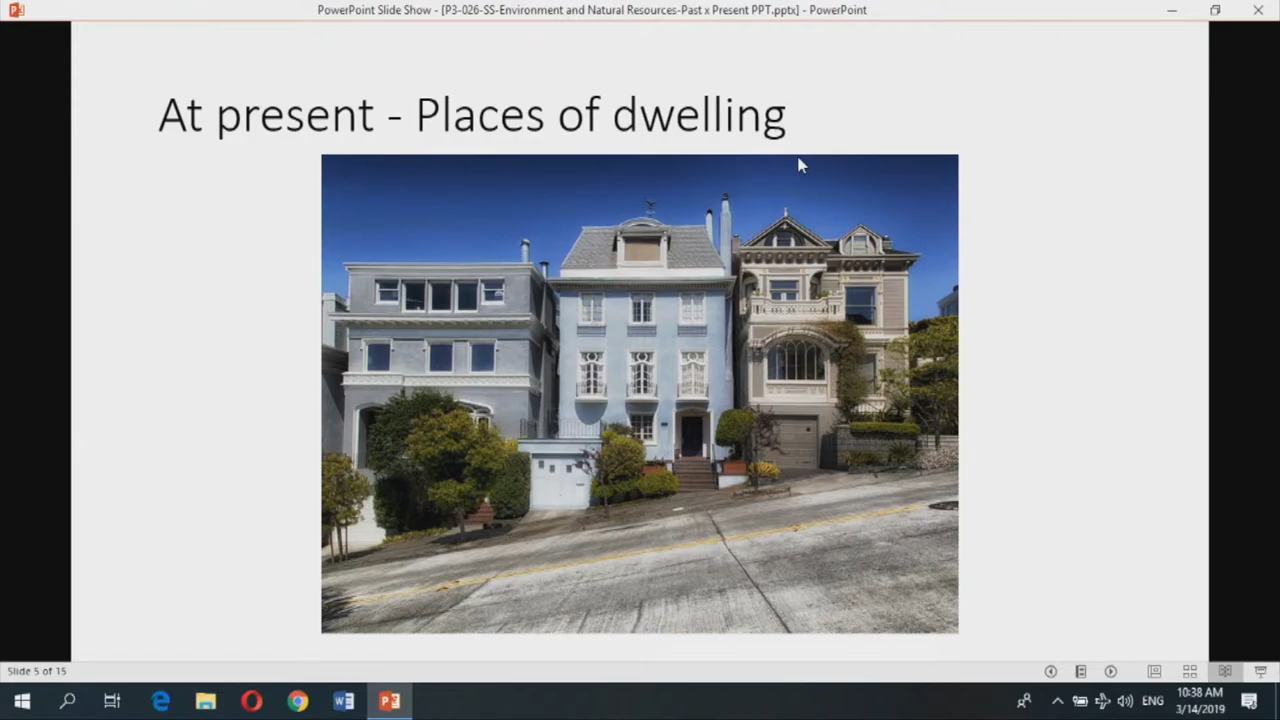 PowerPoint Slide Show - [P3-026-SS-Environment and Natural Resources-Past x Present PPT.pptx] - PowerPoint
At present - Places of dwelling
Slide 5 of 15
ENG
10:38 AM
3/14/2019